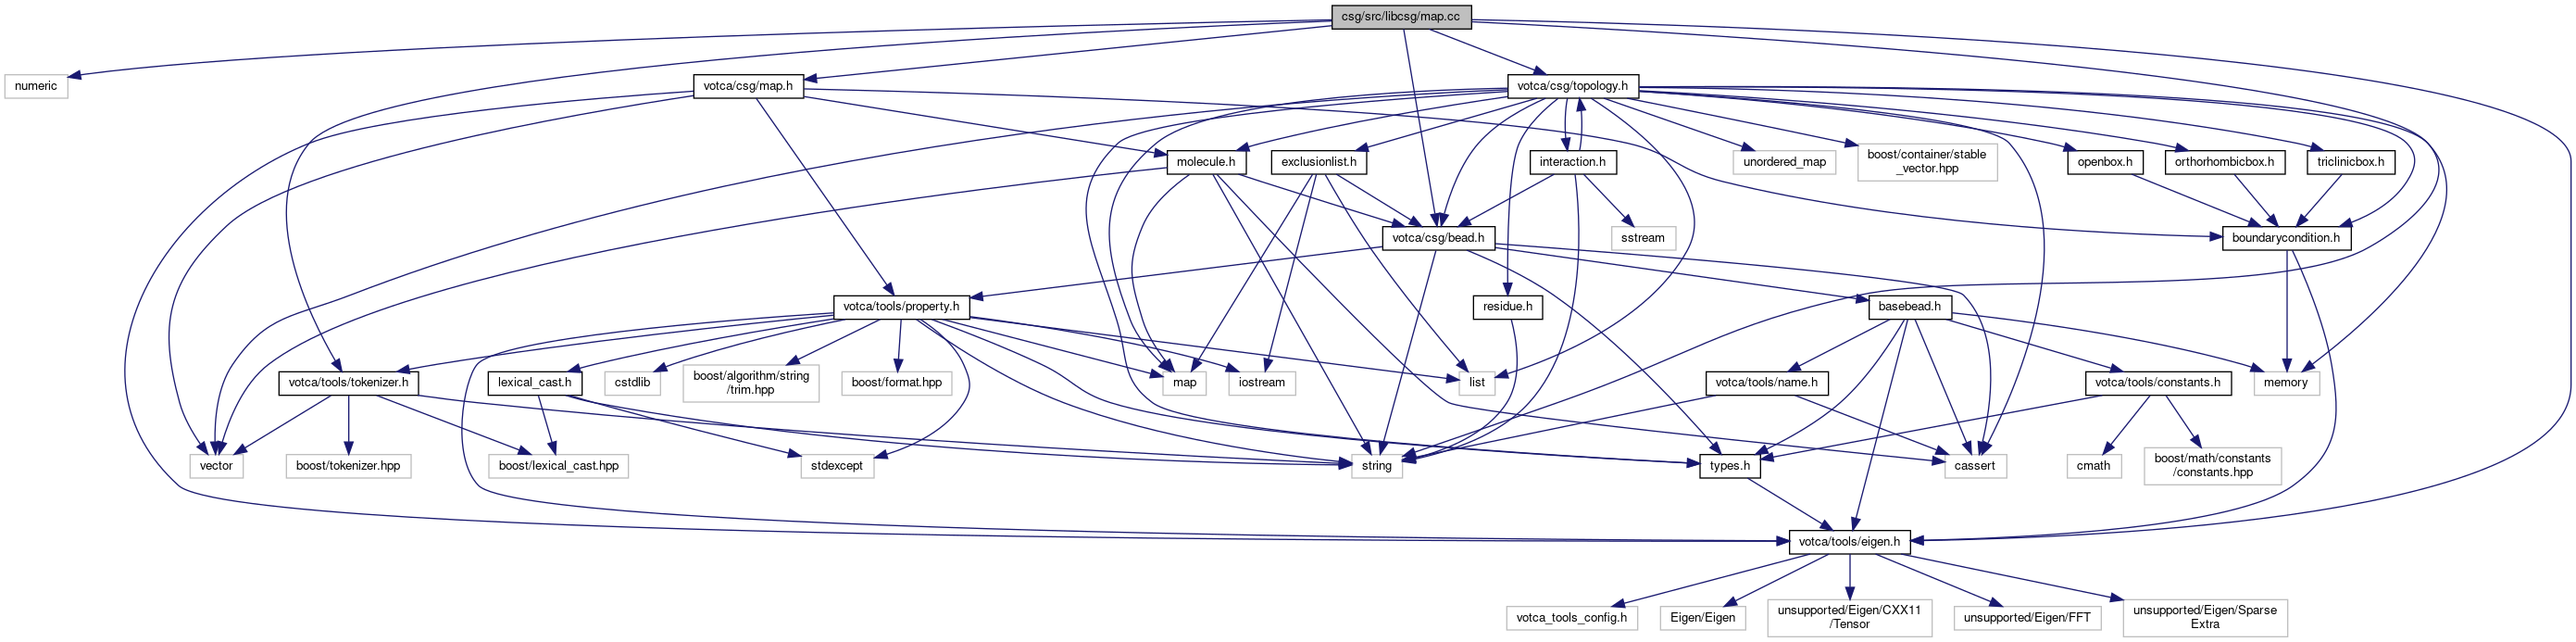 csg/src/libcsg/map.cc
numeric
votca/csg/map.h
votca/csg/topology.h
molecule.h
exclusionlist.h
interaction.h
unordered_map
boost/container/stable
_vector.hpp
openbox.h
orthorhombicbox.h
triclinicbox.h
votca/csg/bead.h
sstream
boundarycondition.h
votca/tools/property.h
residue.h
basebead.h
votca/tools/tokenizer.h
lexical_cast.h
cstdlib
boost/algorithm/string
/trim.hpp
boost/format.hpp
map
iostream
list
votca/tools/name.h
votca/tools/constants.h
memory
vector
boost/tokenizer.hpp
boost/lexical_cast.hpp
stdexcept
string
types.h
cassert
cmath
boost/math/constants
/constants.hpp
votca/tools/eigen.h
votca_tools_config.h
Eigen/Eigen
unsupported/Eigen/CXX11
/Tensor
unsupported/Eigen/FFT
unsupported/Eigen/Sparse
Extra